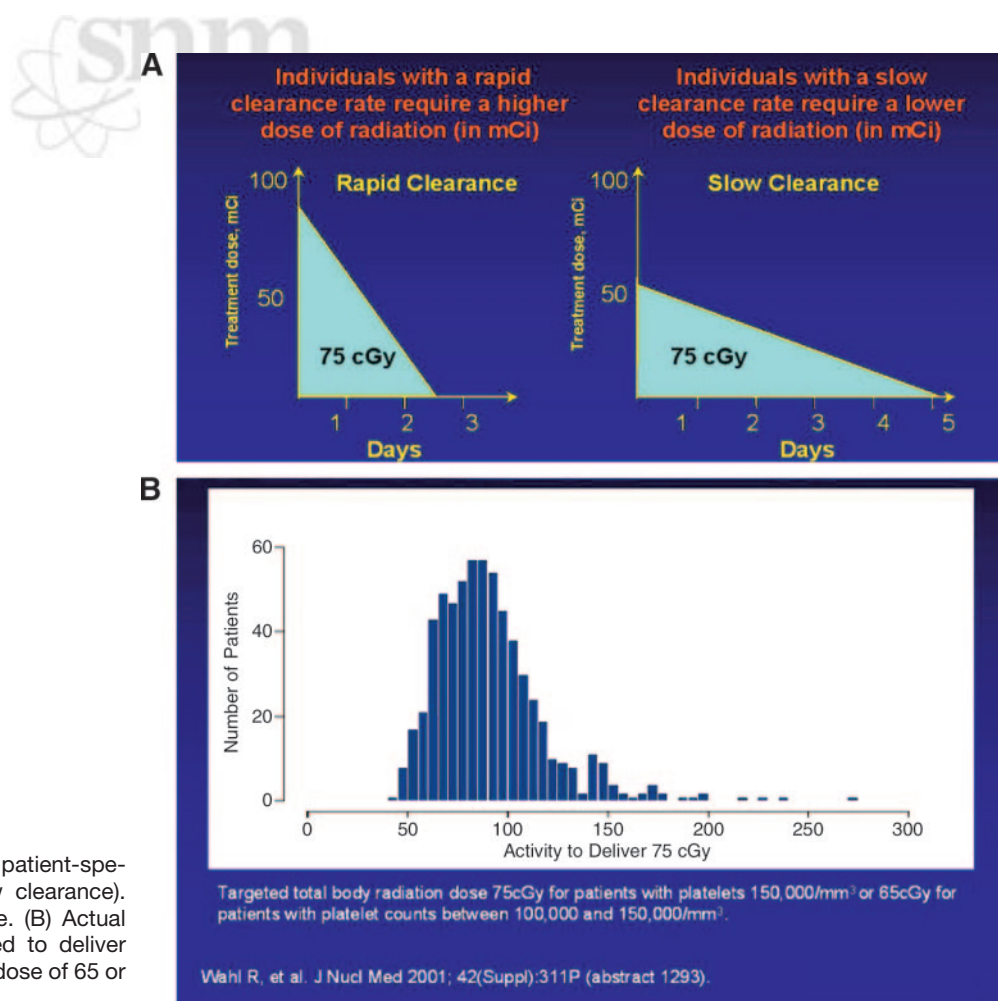 snm
A
Individuals with a rapid
clearance rate require a higher
dose of radiation (in mCi)
Individuals with a slow
clearance rate require a lower
dose of radiation (in mCi)
Rapid Clearance
Treatment dose, mCi
100
50
75 cGy
1 2 3
Days
Slow Clearance
Treatment dose, mCi
100
50
75 cGy
1 2 3 4 5
Days
B
Number of Patients
60
40
20
0
0 50 100 150 200 250 300
Activity to Deliver 75 cGy
Targeted total body radiation dose 75cGy for patients with platelets 150,000/mm³ or 65cGy for
patients with platelet counts between 100,000 and 150,000/mm³.
Wahl R, et al. J Nucl Med 2001; 42(Suppl):311P (abstract 1293).
patient-spe-
clearance).
(B) Actual
to deliver
dose of 65 or